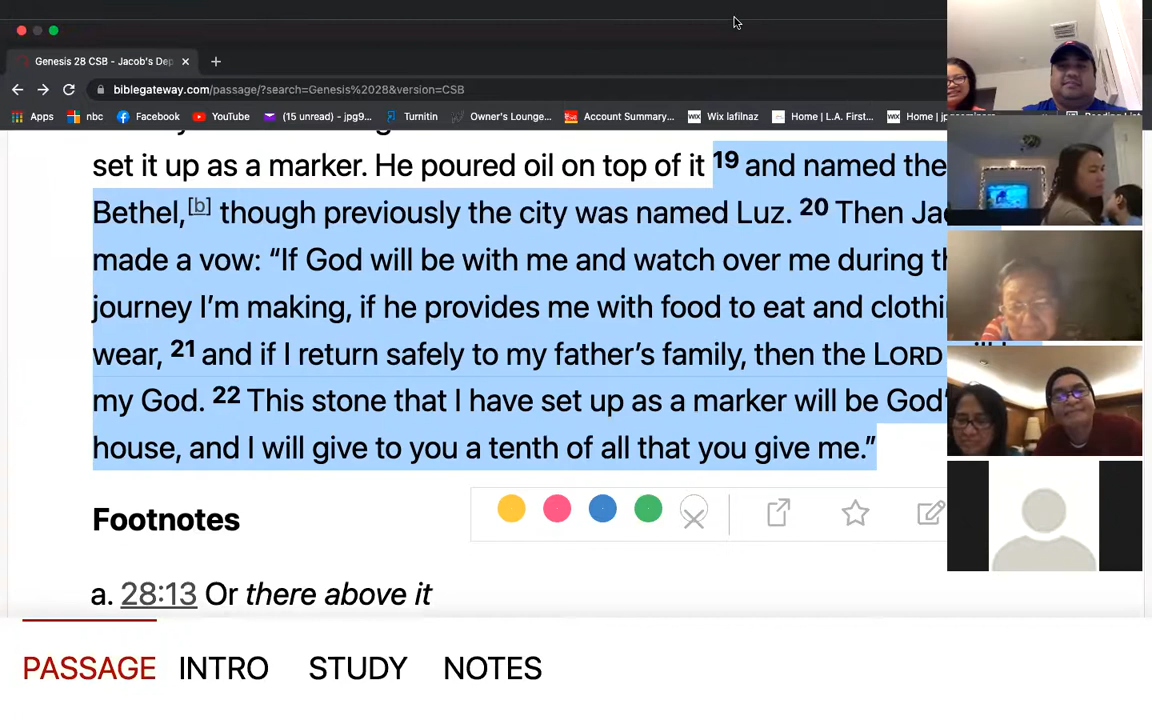 Genesis 28 CSB - Jacob's Dep
biblegateway.com/passage/?search=Genesis%2028&version=CSB
Apps nbc Facebook YouTube (15 unread) - jpg9... Turnitin Owner's Lounge... Account Summary... Wix lafilnaz Home | L.A. First... Home | Reading List
set it up as a marker. He poured oil on top of it 19 and named the
Bethel,[b] though previously the city was named Luz. 20 Then Jac
made a vow: “If God will be with me and watch over me during th
journey I’m making, if he provides me with food to eat and clothi
wear, 21 and if I return safely to my father’s family, then the LORD
my God. 22 This stone that I have set up as a marker will be God’
house, and I will give to you a tenth of all that you give me.”
Footnotes
a. 28:13 Or there above it
PASSAGE INTRO STUDY NOTES